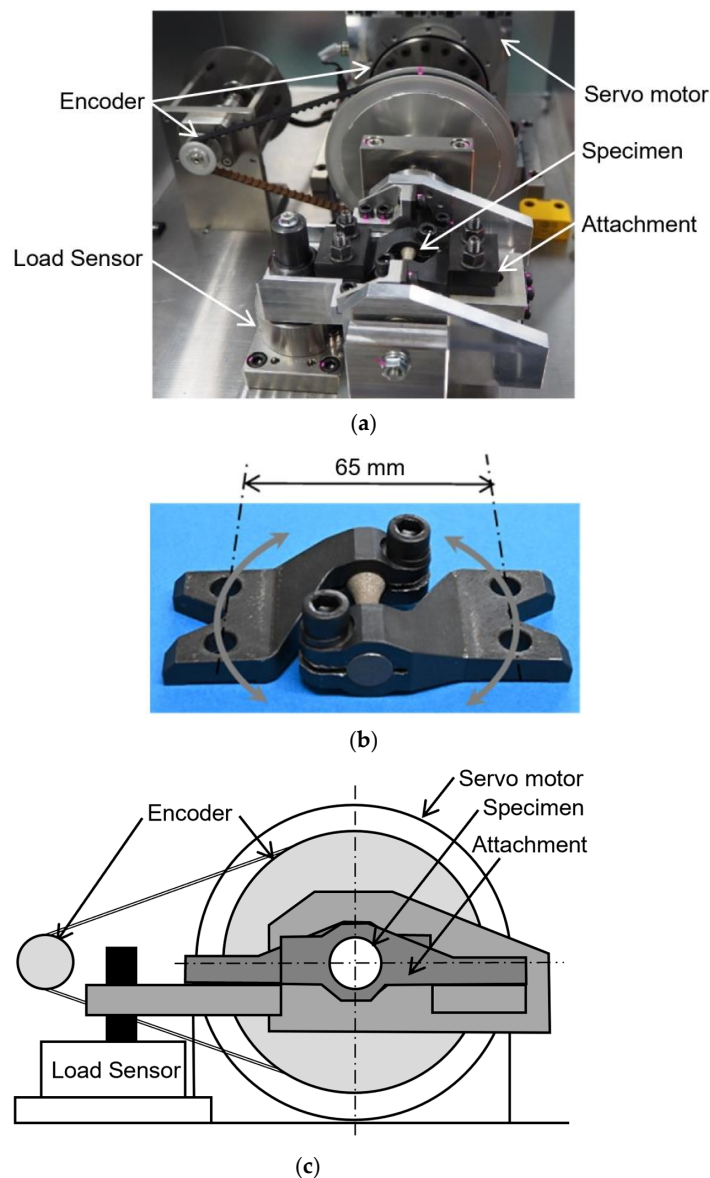 Encoder
Servo motor
Specimen
Attachment
Load Sensor
(a)
65 mm
(b)
Servo motor
Specimen
Encoder
Attachment
Load Sensor
(c)